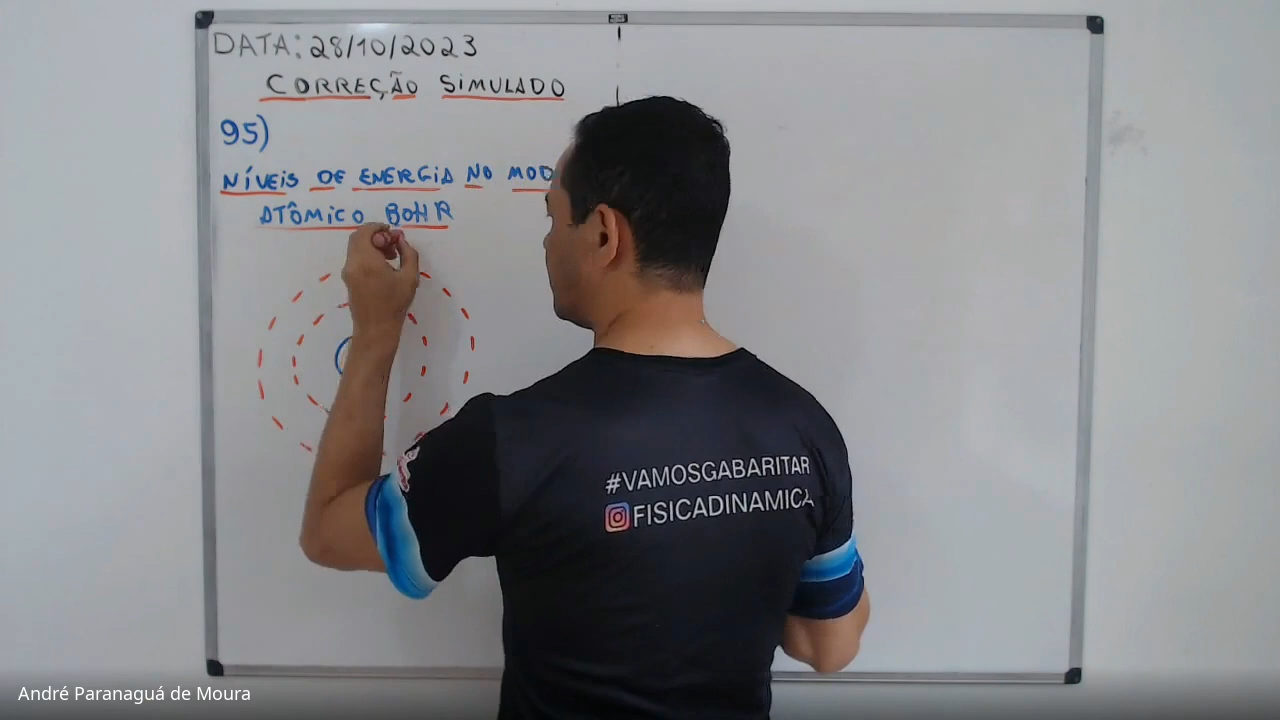 DATA: 28/10/2023
CORREÇÃO SIMULADO
95)
NÍVEIS DE ENERGIA NO
ATÔMICO BOHR
#VAMOSGABARITAR
FISICADINAMICA
André Paranaguá de Moura